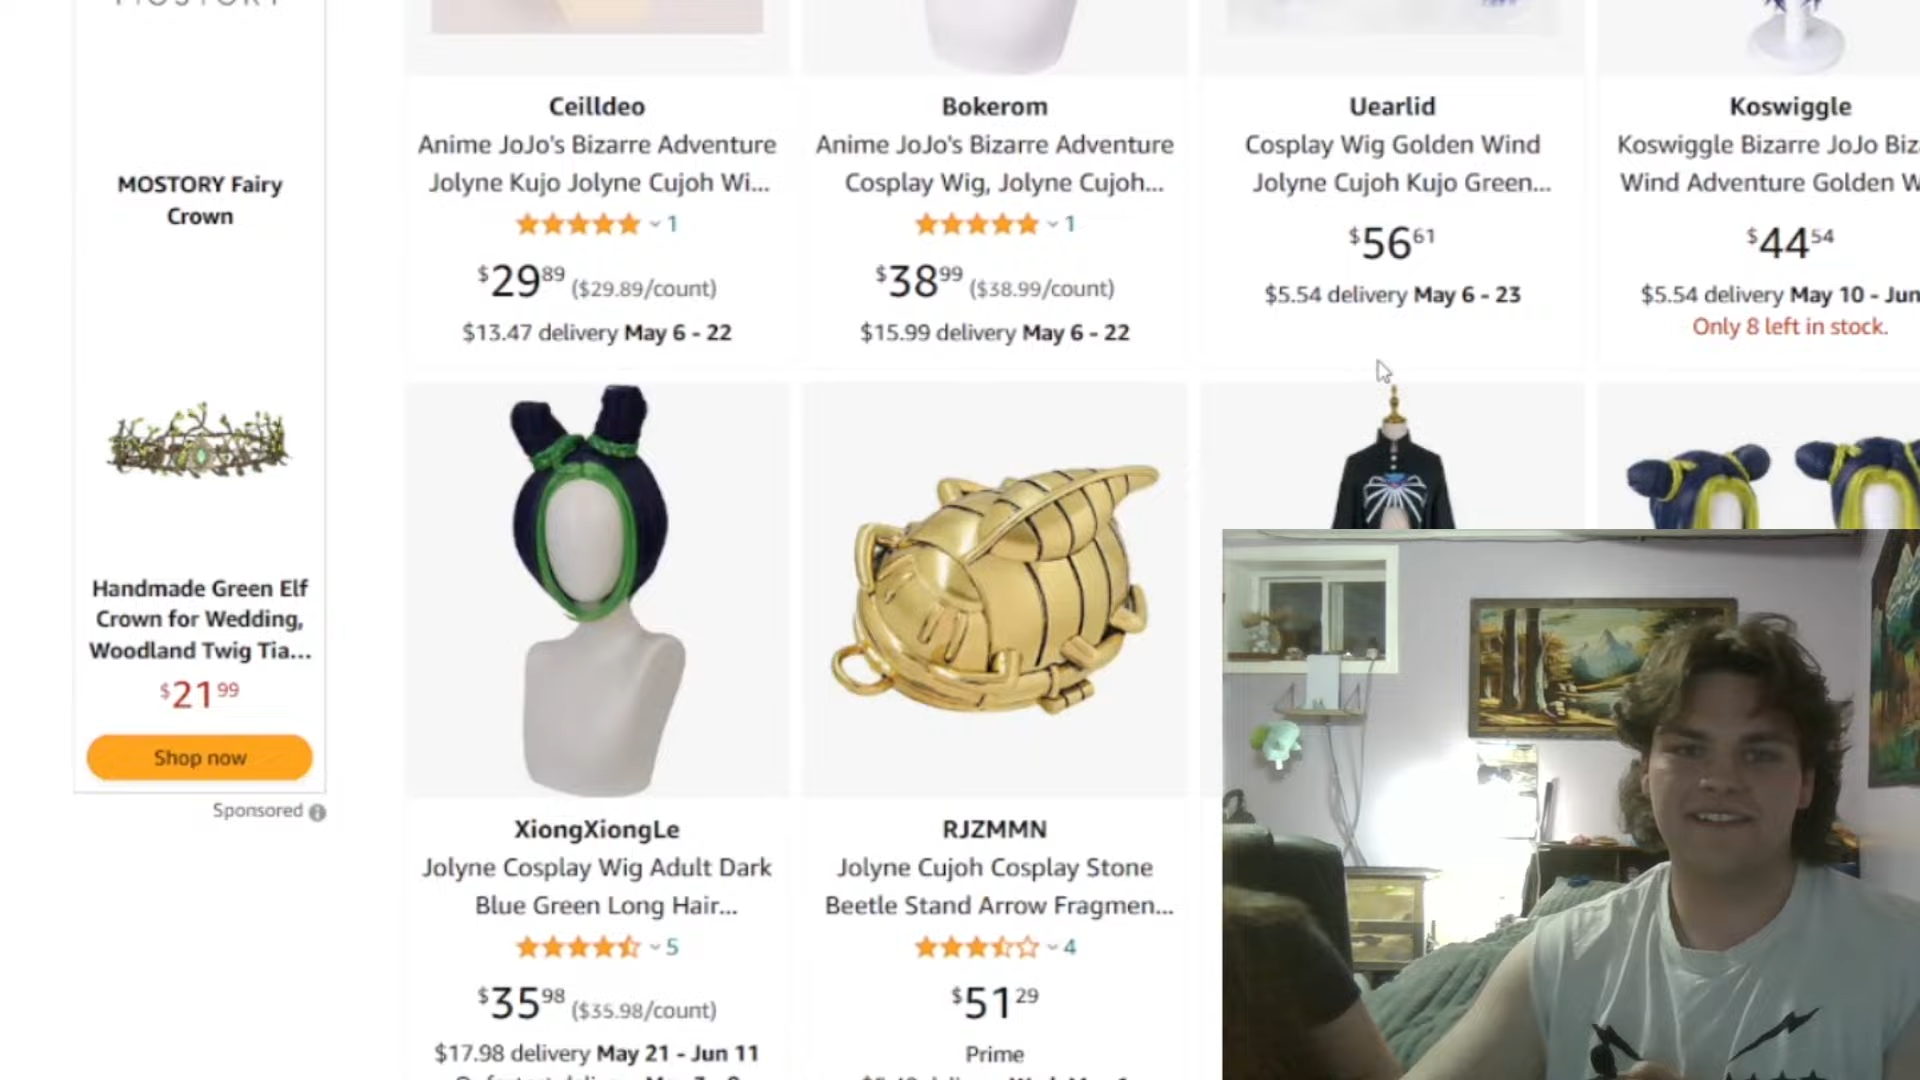 MOSTORY Fairy
Crown
Handmade Green Elf
Crown for Wedding,
Woodland Twig Tia...
$21 99
Shop now
Sponsored
Ceilldeo
Anime JoJo's Bizarre Adventure
Jolyne Kujo Jolyne Cujoh Wi...
1
$29 89 ($29.89/count)
$13.47 delivery May 6 - 22
Bokerom
Anime JoJo's Bizarre Adventure
Cosplay Wig, Jolyne Cujoh...
1
$38 99 ($38.99/count)
$15.99 delivery May 6 - 22
Uearlid
Cosplay Wig Golden Wind
Jolyne Cujoh Kujo Green...
$56 61
$5.54 delivery May 6 - 23
Koswiggle
Koswiggle Bizarre JoJo Biz
Wind Adventure Golden W
$44 54
$5.54 delivery May 10 - Jun
Only 8 left in stock.
XiongXiongLe
Jolyne Cosplay Wig Adult Dark
Blue Green Long Hair...
5
$35 98 ($35.98/count)
$17.98 delivery May 21 - Jun 11
RJZMMN
Jolyne Cujoh Cosplay Stone
Beetle Stand Arrow Fragmen...
4
$51 29
Prime